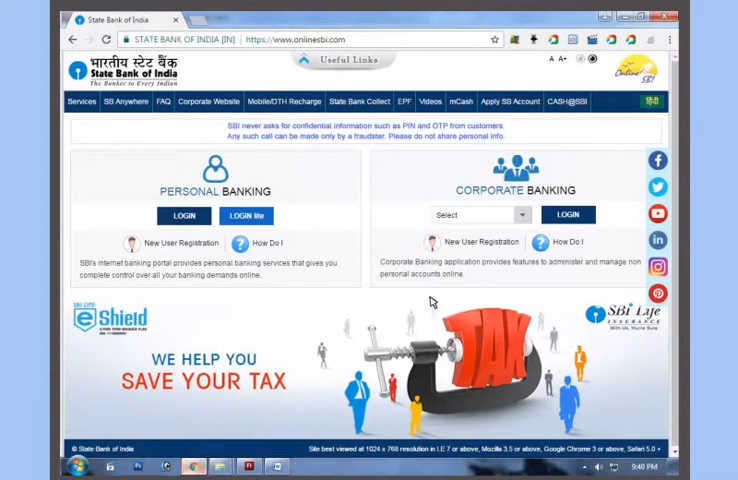 State Bank of India
STATE BANK OF INDIA [IN] https://www.onlinesbi.com
Useful Links
A A+
भारतीय स्टेट बैंक
State Bank of India
The Banker to Every Indian
Online SBI
Services SB Anywhere FAQ Corporate Website Mobile/DTH Recharge State Bank Collect EPF Videos mCash Apply SB Account CASH@SBI हिन्दी
SBI never asks for confidential information such as PIN and OTP from customers.
Any such call can be made only by a fraudster. Please do not share personal info.
PERSONAL BANKING
LOGIN LOGIN lite
New User Registration ? How Do I
SBI's internet banking portal provides personal banking services that gives you
complete control over all your banking demands online.
CORPORATE BANKING
Select LOGIN
New User Registration ? How Do I
Corporate Banking application provides features to administer and manage non
personal accounts online.
SBI LIFE
eShield
WE HELP YOU
SAVE YOUR TAX
TAX
SBI Life
INSURANCE
With Us, You're Sure
© State Bank of India Site best viewed at 1024 x 768 resolution in I.E 7 or above, Mozilla 3.5 or above, Google Chrome 3 or above, Safari 5.0 +
9:40 PM